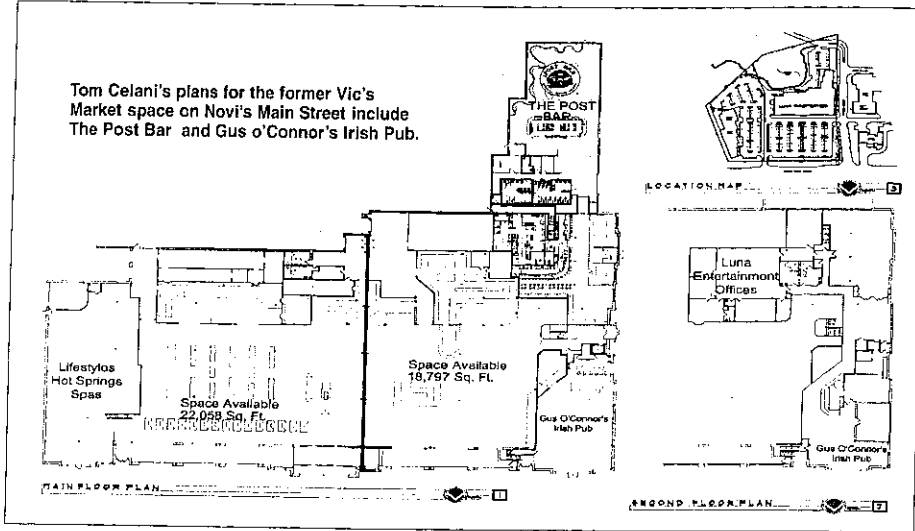 Tom Celani's plans for the former Vic's
Market space on Novi's Main Street include
The Post Bar and Gus o'Connor's Irish Pub.
THE POST
BAR
LOCATION MAP
3
Luna
Entertainment
Offices
Lifestyles
Hot Springs
Spas
Space Available
22,058 Sq. Ft.
Space Available
18,797 Sq. Ft.
Gus O'Connor's
Irish Pub
Gus O'Connor's
Irish Pub
MAIN FLOOR PLAN
1
SECOND FLOOR PLAN
2